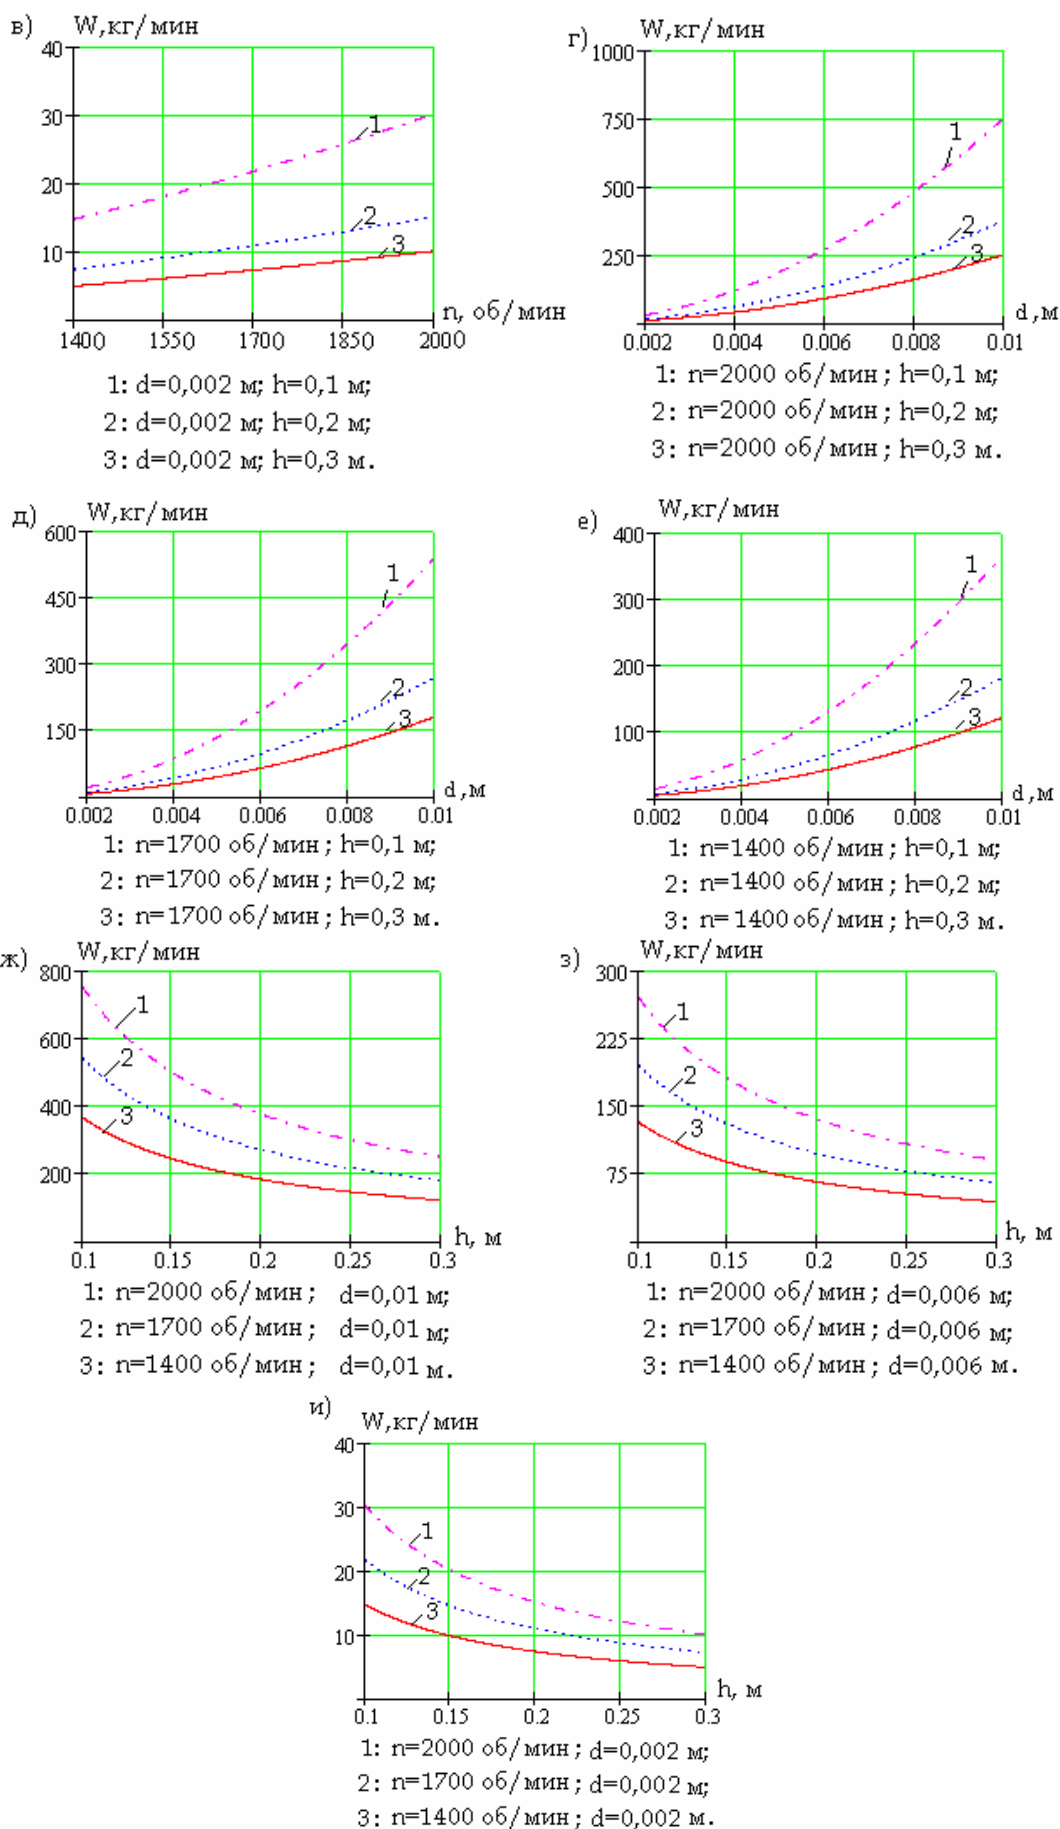 в)
W,кг/мин
40
30
20
10
1
2
3
n, об/мин
1400 1550 1700 1850 2000
1: d=0,002 м; h=0,1 м;
2: d=0,002 м; h=0,2 м;
3: d=0,002 м; h=0,3 м.
г)
W,кг/мин
1000
750
500
250
1
2
3
d,м
0.002 0.004 0.006 0.008 0.01
1: n=2000 об/мин; h=0,1 м;
2: n=2000 об/мин; h=0,2 м;
3: n=2000 об/мин; h=0,3 м.
д)
W,кг/мин
600
450
300
150
1
2
3
d,м
0.002 0.004 0.006 0.008 0.01
1: n=1700 об/мин; h=0,1 м;
2: n=1700 об/мин; h=0,2 м;
3: n=1700 об/мин; h=0,3 м.
е)
W,кг/мин
400
300
200
100
1
2
3
d,м
0.002 0.004 0.006 0.008 0.01
1: n=1400 об/мин; h=0,1 м;
2: n=1400 об/мин; h=0,2 м;
3: n=1400 об/мин; h=0,3 м.
ж)
W,кг/мин
800
600
400
200
1
2
3
h, м
0.1 0.15 0.2 0.25 0.3
1: n=2000 об/мин; d=0,01 м;
2: n=1700 об/мин; d=0,01 м;
3: n=1400 об/мин; d=0,01 м.
з)
W,кг/мин
300
225
150
75
1
2
3
h, м
0.1 0.15 0.2 0.25 0.3
1: n=2000 об/мин; d=0,006 м;
2: n=1700 об/мин; d=0,006 м;
3: n=1400 об/мин; d=0,006 м.
и)
W,кг/мин
40
30
20
10
1
2
3
h, м
0.1 0.15 0.2 0.25 0.3
1: n=2000 об/мин; d=0,002 м;
2: n=1700 об/мин; d=0,002 м;
3: n=1400 об/мин; d=0,002 м.